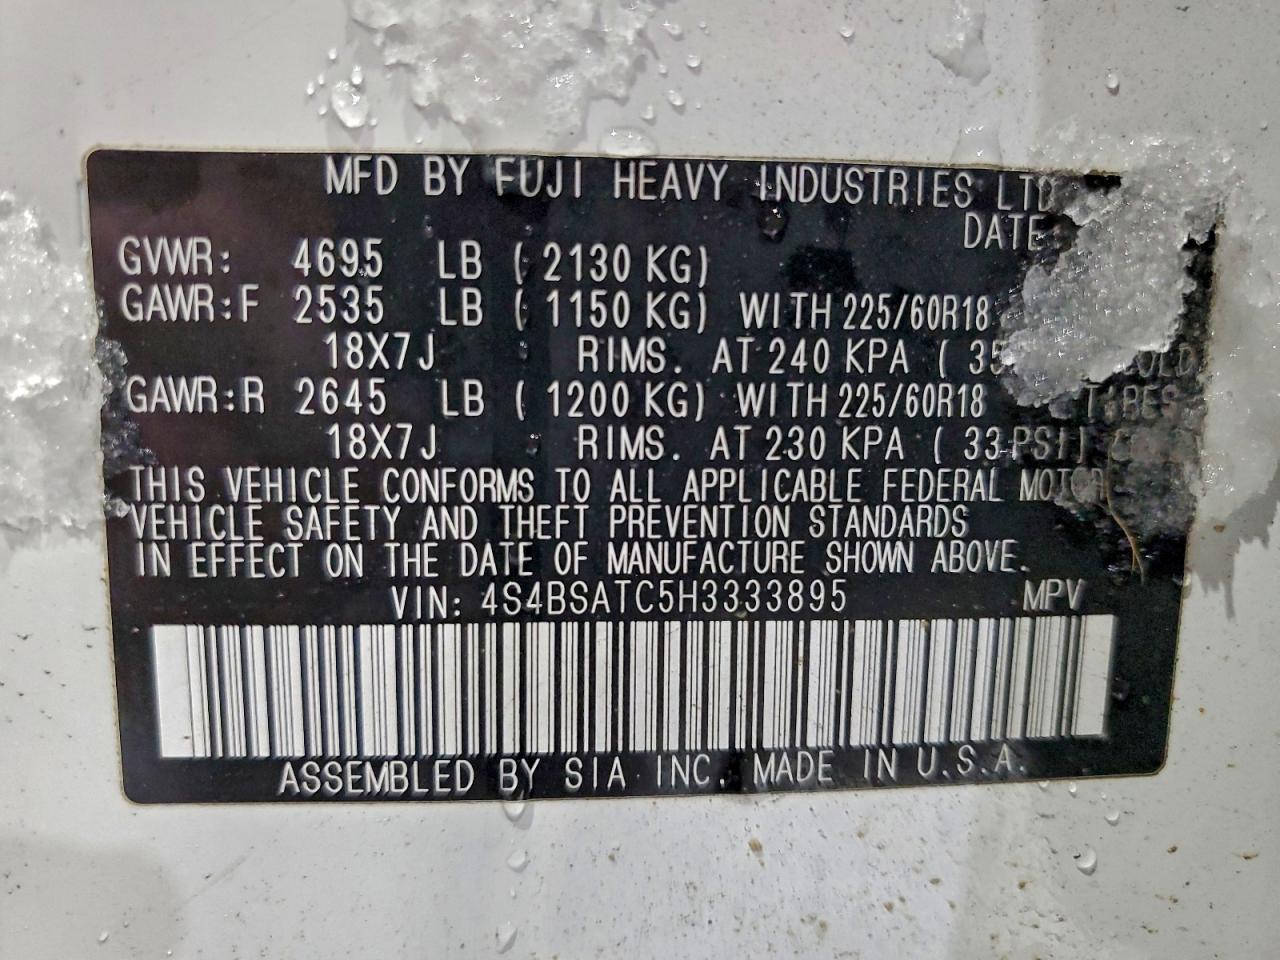 MFD BY FUJI HEAVY INDUSTRIES LTD
DATE
GVWR: 4695 LB ( 2130 KG)
GAWR:F 2535 LB ( 1150 KG) WITH 225/60R18
18X7J RIMS. AT 240 KPA ( 35
GAWR:R 2645 LB ( 1200 KG) WITH 225/60R18
18X7J RIMS. AT 230 KPA ( 33 PSI)
THIS VEHICLE CONFORMS TO ALL APPLICABLE FEDERAL MOTOR
VEHICLE SAFETY AND THEFT PREVENTION STANDARDS
IN EFFECT ON THE DATE OF MANUFACTURE SHOWN ABOVE.
VIN: 4S4BSATC5H3333895 MPV
ASSEMBLED BY SIA INC. MADE IN U.S.A.